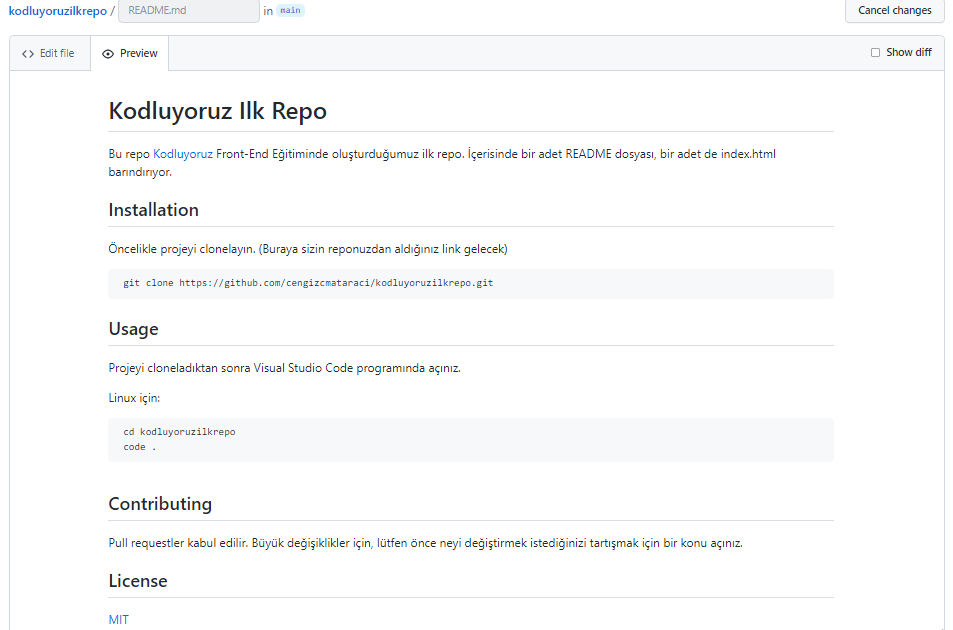 kodluyoruzilkrepo / README.md in main Cancel changes
Edit file Preview Show diff
Kodluyoruz Ilk Repo
Bu repo Kodluyoruz Front-End Eğitiminde oluşturduğumuz ilk repo. İçerisinde bir adet README dosyası, bir adet de index.html
barındırıyor.
Installation
Öncelikle projeyi clonelayın. (Buraya sizin reponuzdan aldığınız link gelecek)
git clone https://github.com/cengizcmataraci/kodluyoruzilkrepo.git
Usage
Projeyi cloneladıktan sonra Visual Studio Code programında açınız.
Linux için:
cd kodluyoruzilkrepo
code .
Contributing
Pull requestler kabul edilir. Büyük değişiklikler için, lütfen önce neyi değiştirmek istediğinizi tartışmak için bir konu açınız.
License
MIT